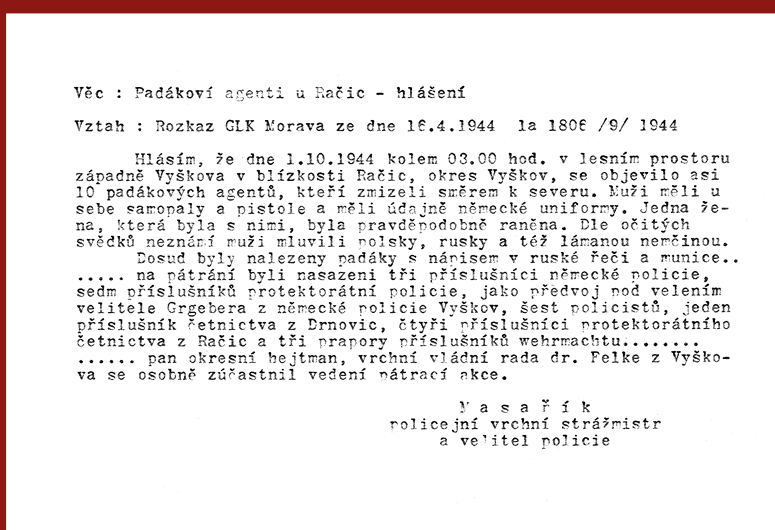 Věc : Padákoví agenti u Račic - hlášení
Vztah : Rozkaz GLK Morava ze dne 16.4.1944 la 1806 /9/ 1944
Hlásím, že dne 1.10.1944 kolem 03.00 hod. v lesním prostoru
západně Vyškova v blízkosti Račic, okres Vyškov, se objevilo asi
10 padákových agentů, kteří zmizeli směrem k severu. Muži měli u
sebe samopaly a pistole a měli údajně německé uniformy. Jedna že-
na, která byla s nimi, byla pravděpodobně raněna. Dle očitých
svědků neznámí muži mluvili polsky, rusky a též lámanou nemčinou.
Dosud byly nalezeny padáky s nápisem v ruské řeči a munice..
..... na pátrání byli nasazeni tři příslušníci německé policie,
sedm příslušníků protektorátní policie, jako předvoj pod velením
velitele Grgebera z německé policie Vyškov, šest policistů, jeden
příslušník četnictva z Drnovic, čtyři příslušníci protektorátního
četnictva z Račic a tři prapory příslušníků wehrmachtu........
...... pan okresní hejtman, vrchní vládní rada dr. Felke z Vyško-
va se osobně zúčastnil vedení pátrací akce.
M a s a ř í k
policejní vrchní strážmistr
a velitel policie